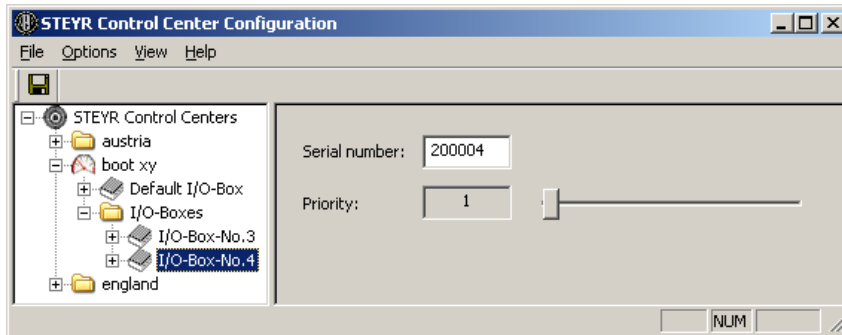 STEYR Control Center Configuration
File Options View Help
STEYR Control Centers
austria
boot xy
Default I/O-Box
I/O-Boxes
I/O-Box-No.3
I/O-Box-No.4
england
Serial number: 200004
Priority: 1
NUM